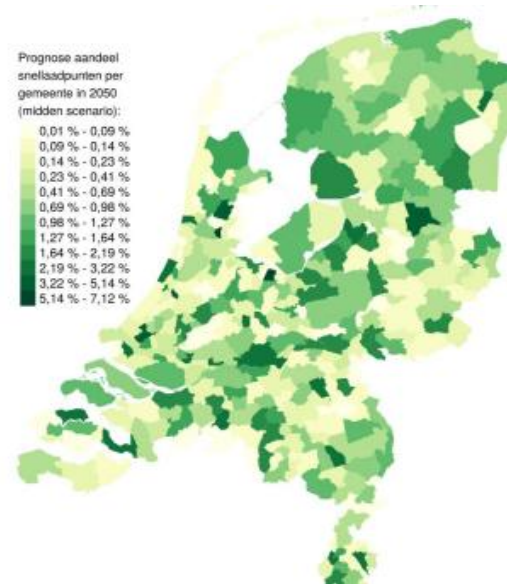 Prognose aandeel
snellaadpunten per
gemeente in 2050
(midden scenario):
0,01 % - 0,09 %
0,09 % - 0,14 %
0,14 % - 0,23 %
0,23 % - 0,41 %
0,41 % - 0,69 %
0,69 % - 0,98 %
0,98 % - 1,27 %
1,27 % - 1,64 %
1,64 % - 2,19 %
2,19 % - 3,22 %
3,22 % - 5,14 %
5,14 % - 7,12 %